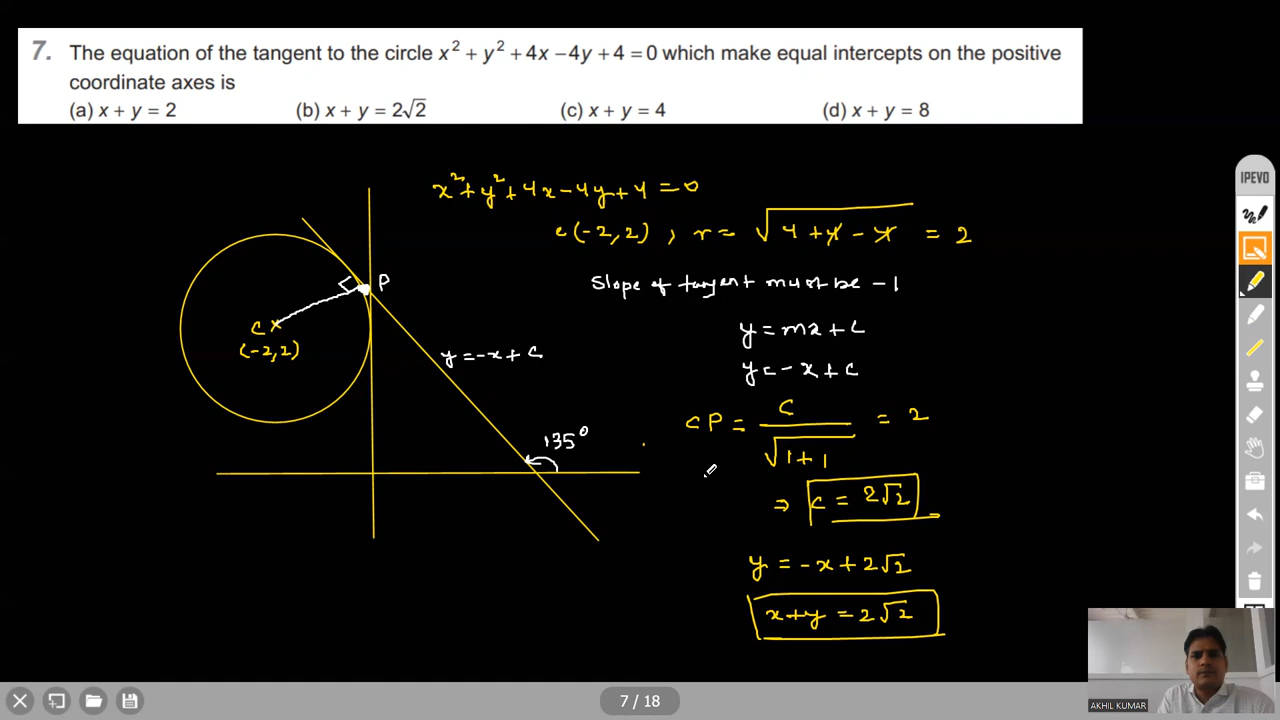 7. The equation of the tangent to the circle x² + y² + 4x − 4y + 4 = 0 which make equal intercepts on the positive
coordinate axes is
(a) x + y = 2 (b) x + y = 2√2 (c) x + y = 4 (d) x + y = 8
x² + y² + 4x − 4y + 4 = 0
c(−2, 2), r = √(4 + 4 − 4) = 2
Slope of tangent must be −1
P
C
(−2, 2)
y = −x + c
135°
y = mx + c
y = −x + c
CP = c/√(1 + 1) = 2
⇒ c = 2√2
y = −x + 2√2
x + y = 2√2
IPEVO
7 / 18
AKHIL KUMAR